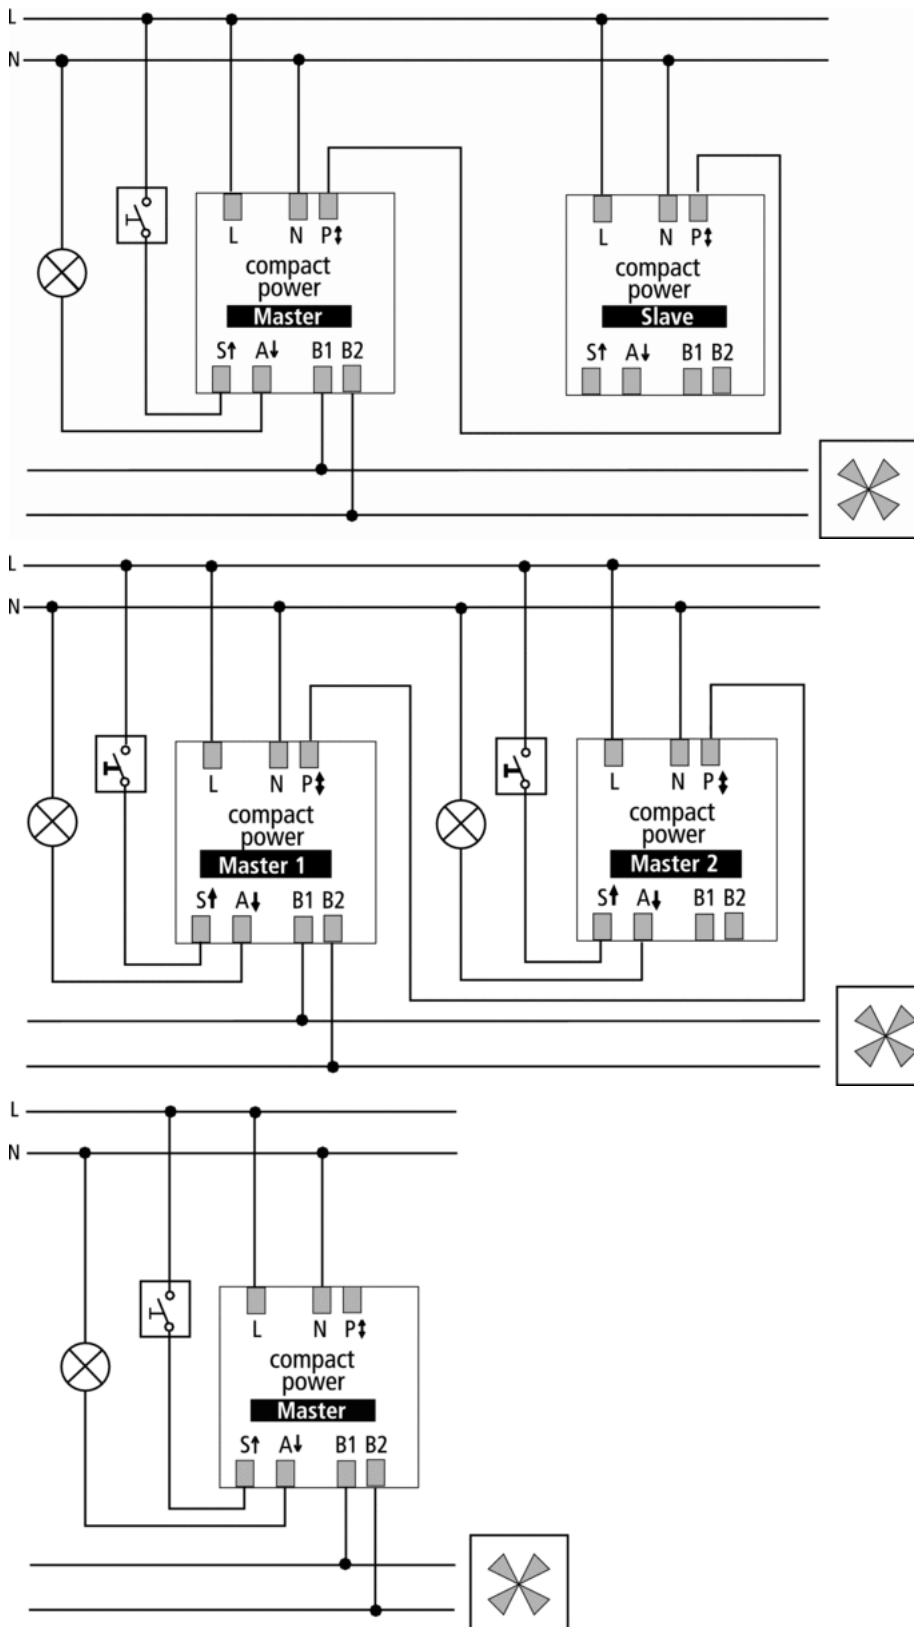 L
N
L N P↕ L N P↕
compact compact
power power
Master Slave
S↑ A↓ B1 B2 S↑ A↓ B1 B2
L
N
L N P↕ L N P↕
compact compact
power power
Master 1 Master 2
S↑ A↓ B1 B2 S↑ A↓ B1 B2
L
N
L N P↕
compact
power
Master
S↑ A↓ B1 B2